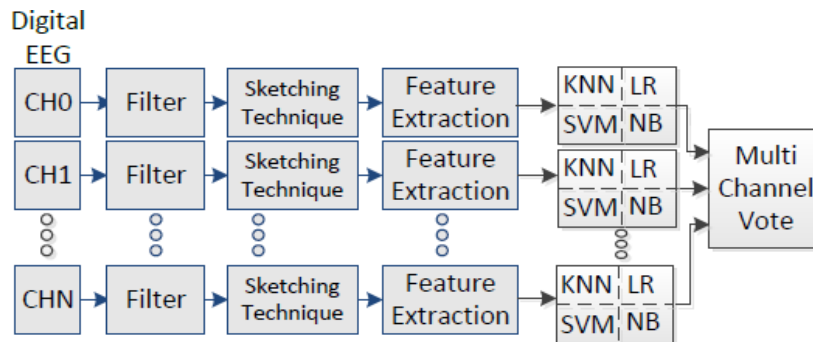 Digital
EEG
CH0
Filter
Sketching
Technique
Feature
Extraction
KNN LR
SVM NB
CH1
Filter
Sketching
Technique
Feature
Extraction
KNN LR
SVM NB
Multi
Channel
Vote
CHN
Filter
Sketching
Technique
Feature
Extraction
KNN LR
SVM NB